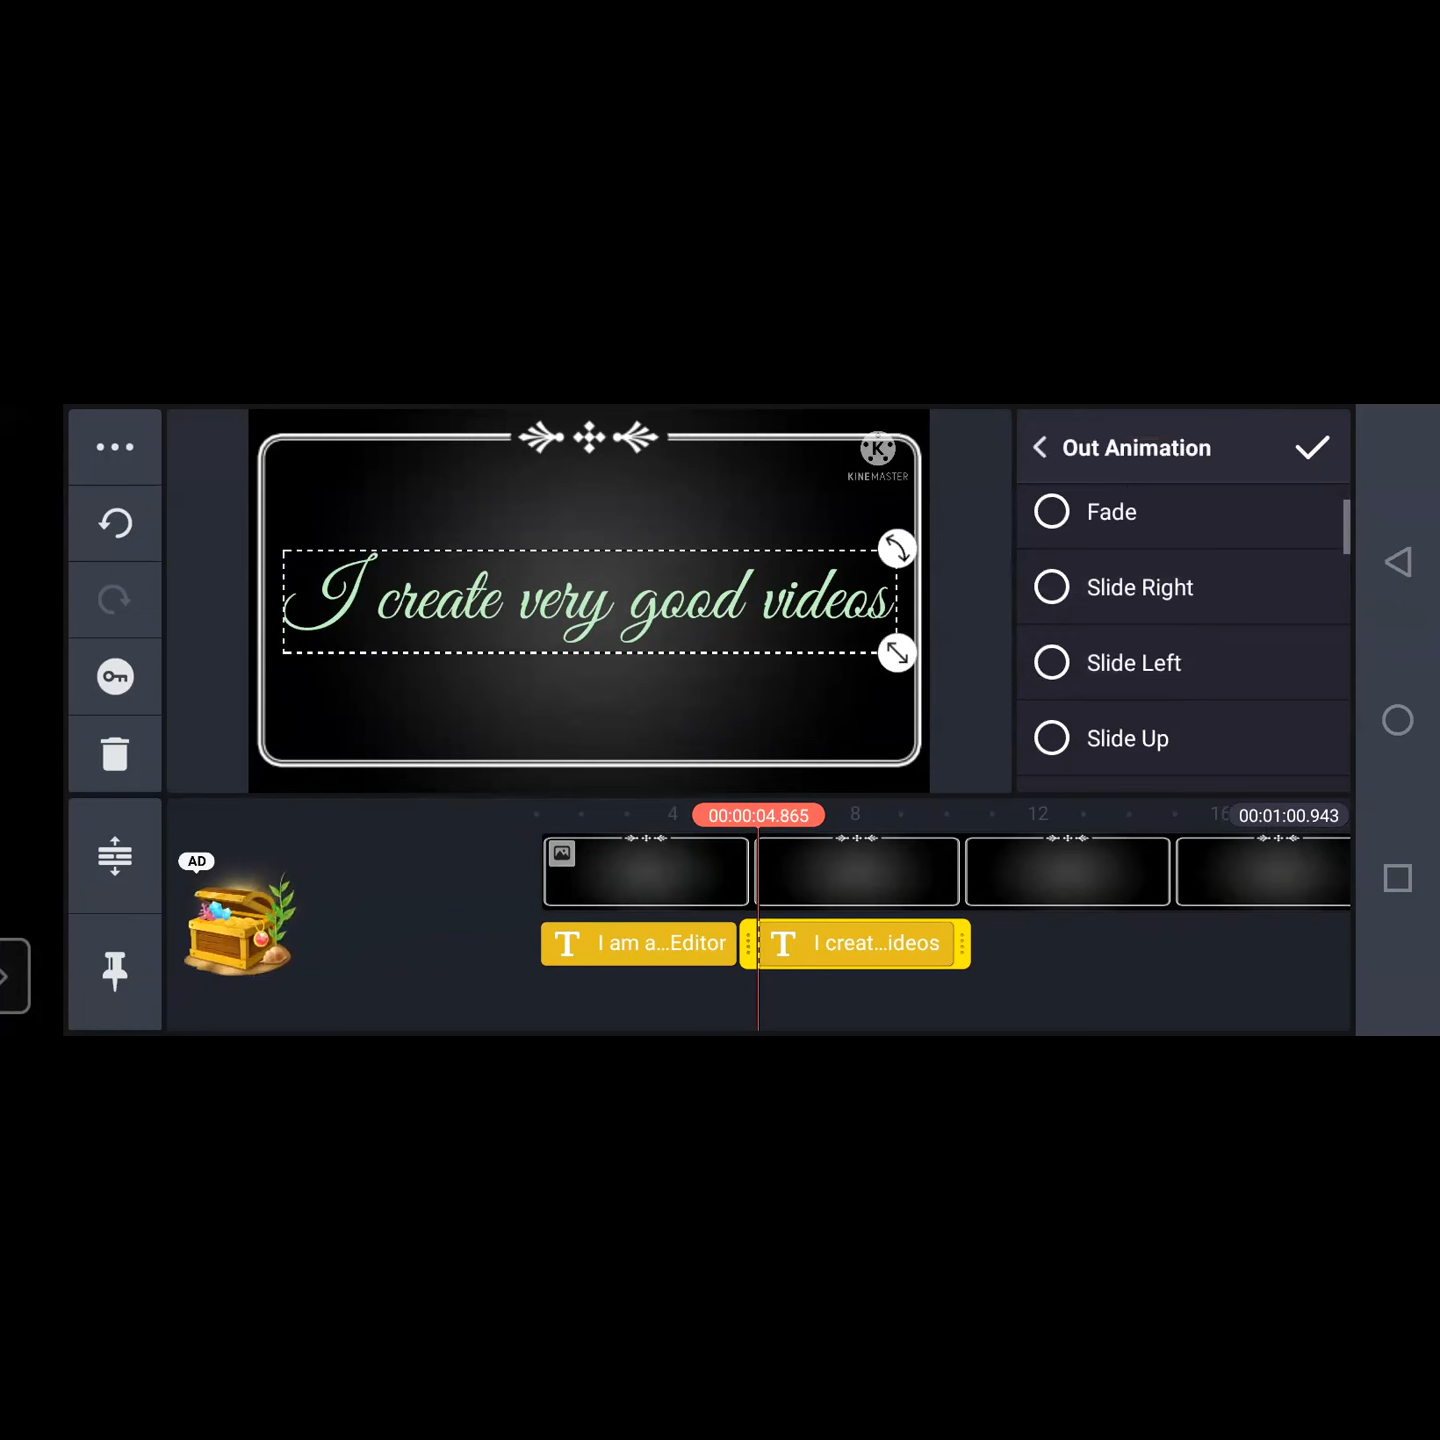 Out Animation
K
KINEMASTER
Fade
Slide Right
I create very good videos
Slide Left
Slide Up
4
00:00:04.865
8
12
16
00:01:00.943
AD
T I am a...Editor
T I creat...ideos